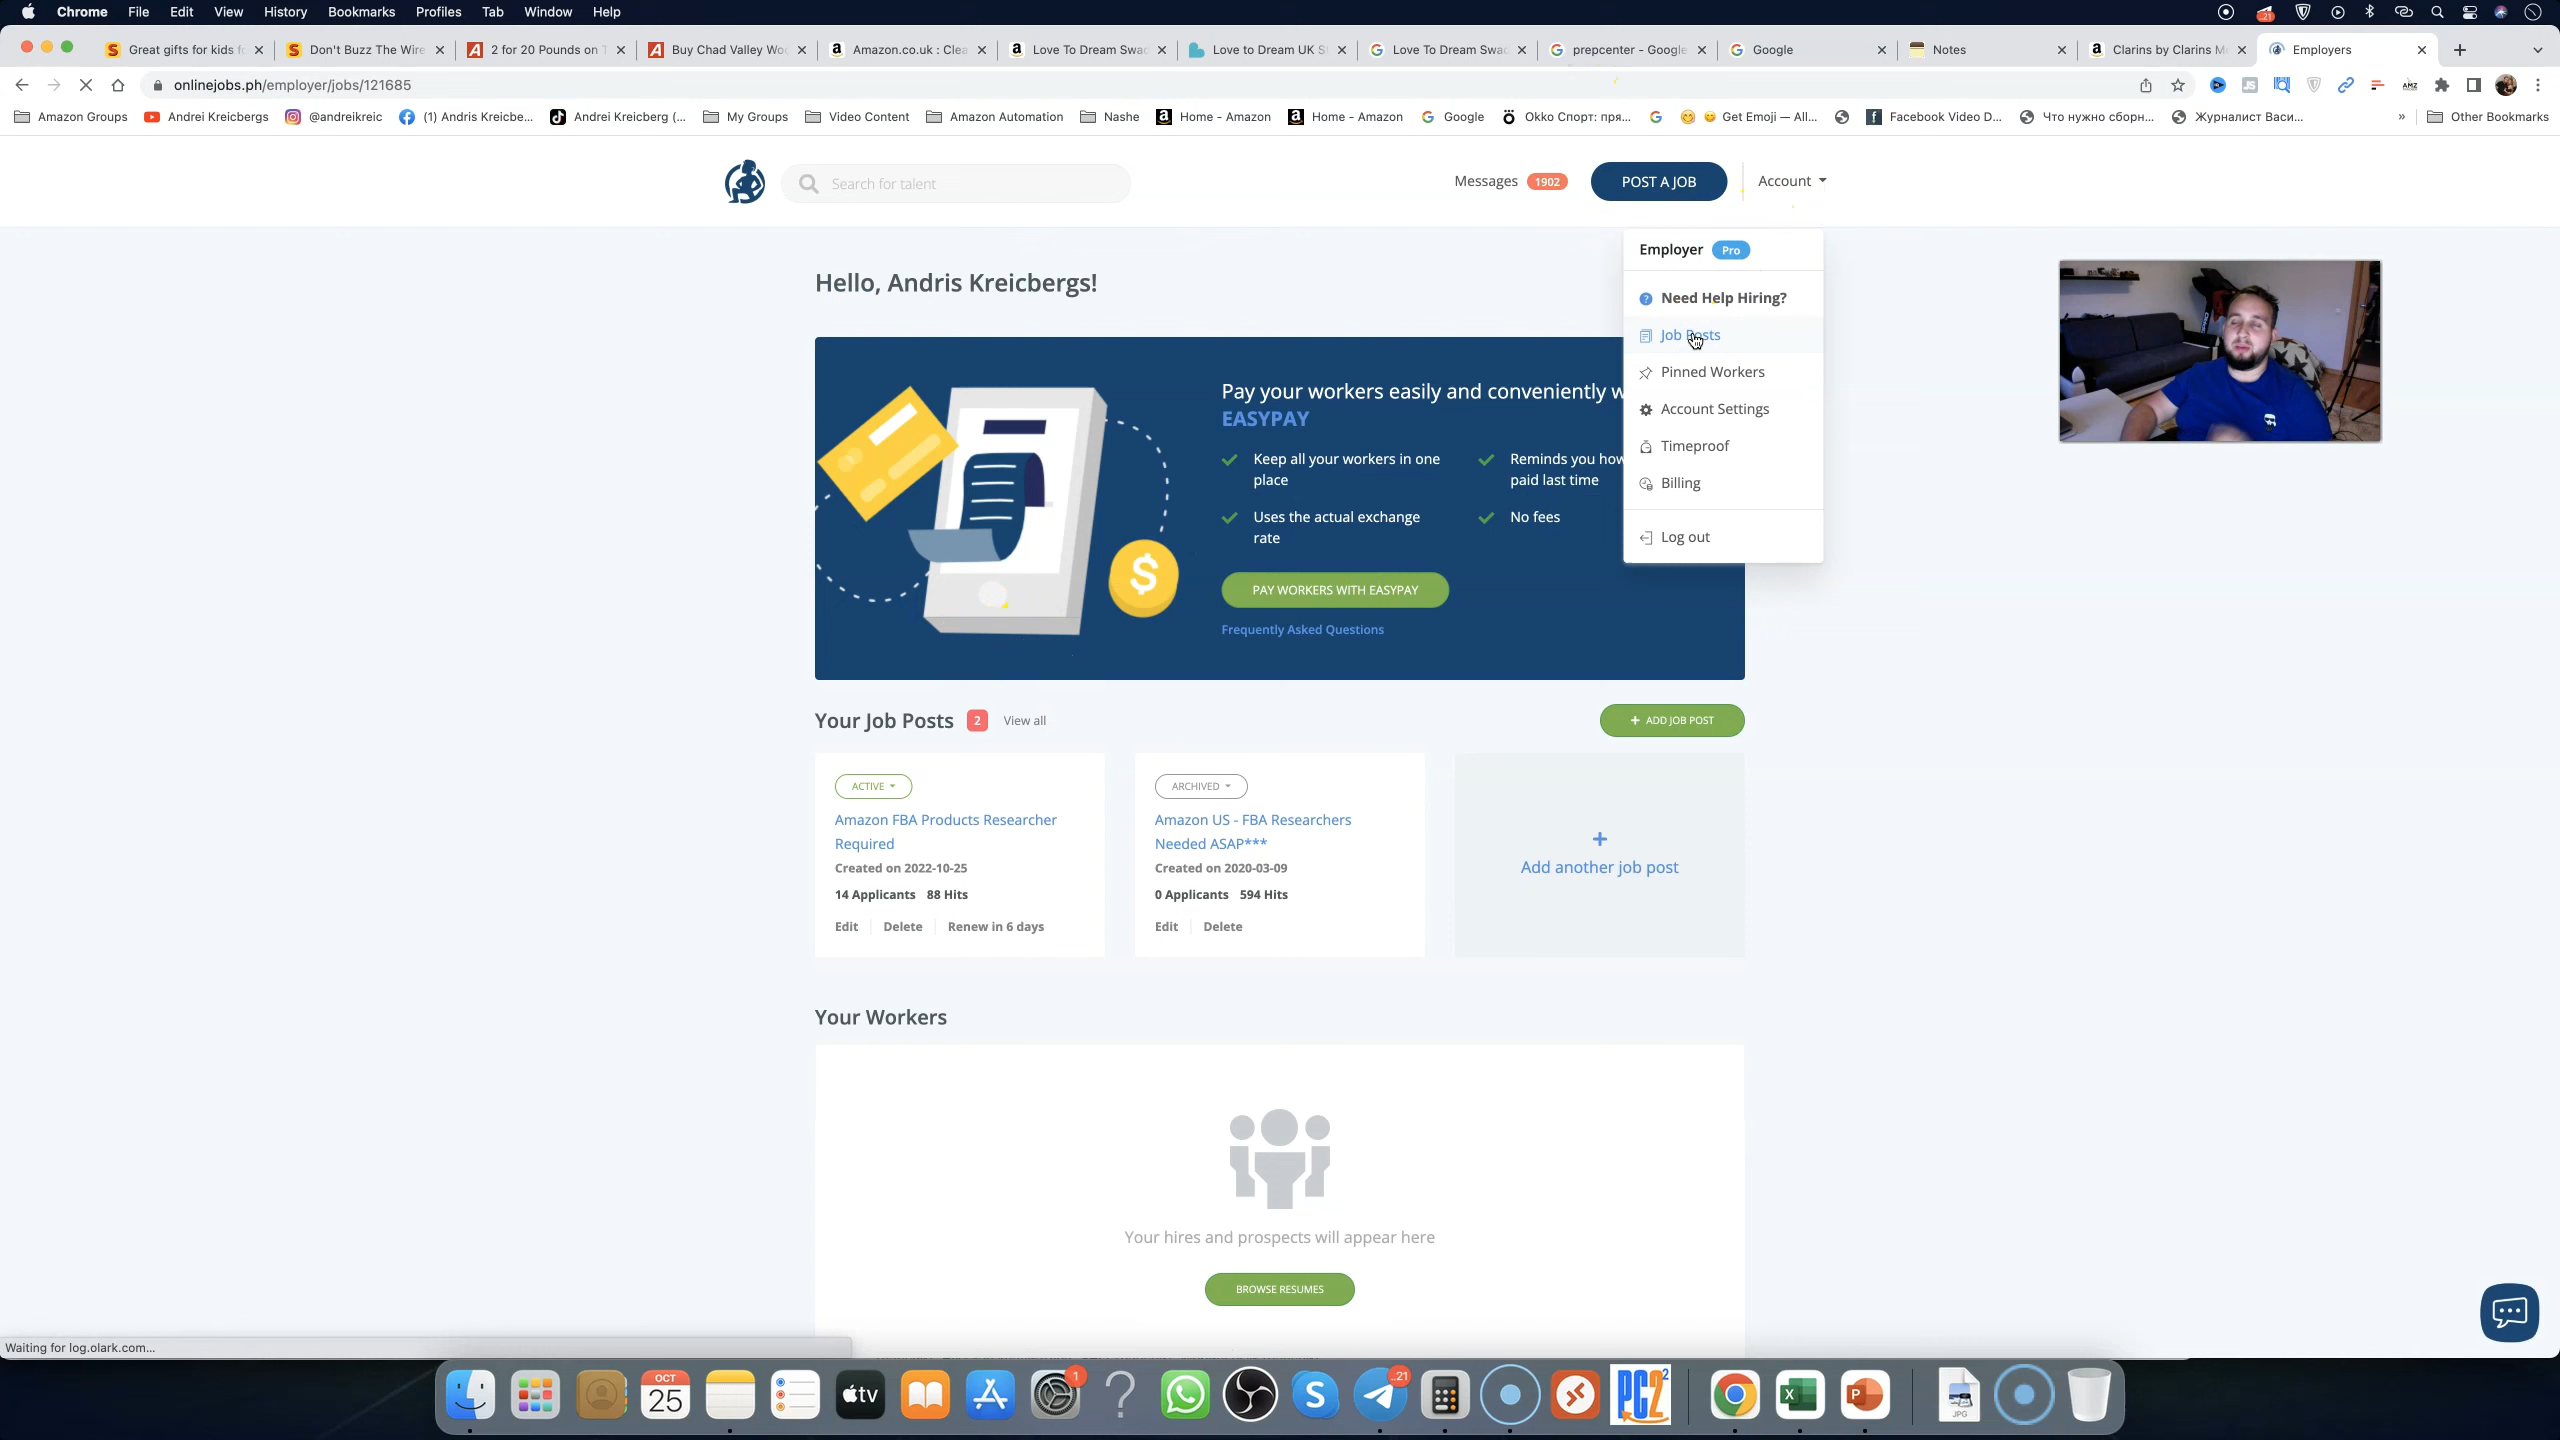 Chrome File Edit View History Bookmarks Profiles Tab Window Help
Great gifts for kids f
Don't Buzz The Wire
2 for 20 Pounds on T
Buy Chad Valley Wo
Amazon.co.uk : Clea
Love To Dream Swad
Love to Dream UK S
Love To Dream Swad
prepcenter - Google
Google
Notes
Clarins by Clarins M
Employers
onlinejobs.ph/employer/jobs/121685
Amazon Groups
Andrei Kreicbergs
@andreikreic
(1) Andris Kreicbe...
Andrei Kreicberg (...
My Groups
Video Content
Amazon Automation
Nashe
Home - Amazon
Home - Amazon
Google
Okko Спорт: пря...
Get Emoji — All...
Facebook Video D...
Что нужно сборн...
Журналист Васи...
»
Other Bookmarks
Search for talent
Messages 1902
POST A JOB
Account
Employer Pro
Need Help Hiring?
Job Posts
Pinned Workers
Account Settings
Timeproof
Billing
Log out
Hello, Andris Kreicbergs!
Pay your workers easily and conveniently w
EASYPAY
Keep all your workers in one
place
Reminds you how
paid last time
Uses the actual exchange
rate
No fees
PAY WORKERS WITH EASYPAY
Frequently Asked Questions
Your Job Posts 2 View all
+ ADD JOB POST
ACTIVE
Amazon FBA Products Researcher
Required
Created on 2022-10-25
14 Applicants 88 Hits
Edit Delete Renew in 6 days
ARCHIVED
Amazon US - FBA Researchers
Needed ASAP***
Created on 2020-03-09
0 Applicants 594 Hits
Edit Delete
+
Add another job post
Your Workers
Your hires and prospects will appear here
BROWSE RESUMES
Waiting for log.olark.com...
OCT
25
tv
1
21
PC2
JPG